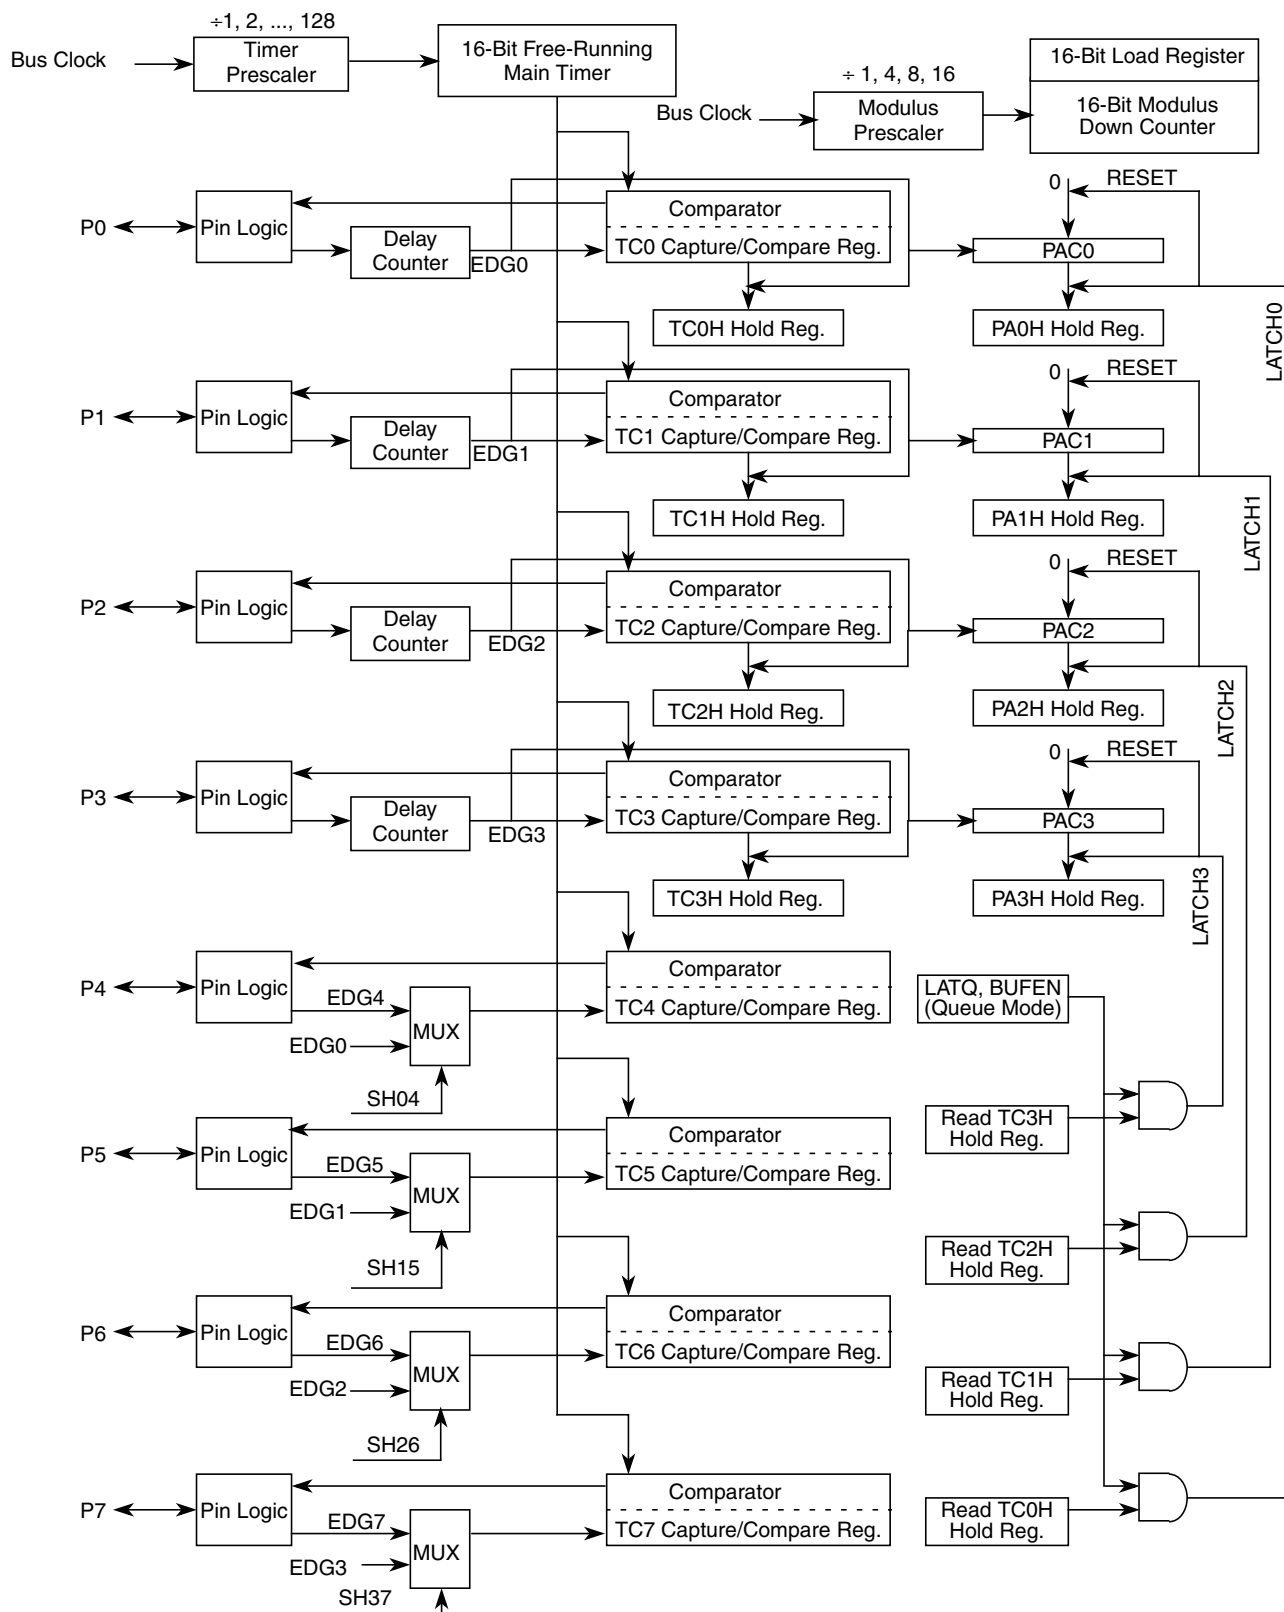 ÷1, 2, ..., 128
Bus Clock
Timer
Prescaler
16-Bit Free-Running
Main Timer
÷ 1, 4, 8, 16
Bus Clock
Modulus
Prescaler
16-Bit Load Register
16-Bit Modulus
Down Counter
P0
Pin Logic
Delay
Counter
EDG0
Comparator
TC0 Capture/Compare Reg.
TC0H Hold Reg.
0
RESET
PAC0
PA0H Hold Reg.
LATCH0
P1
Pin Logic
Delay
Counter
EDG1
Comparator
TC1 Capture/Compare Reg.
TC1H Hold Reg.
0
RESET
PAC1
PA1H Hold Reg.
LATCH1
P2
Pin Logic
Delay
Counter
EDG2
Comparator
TC2 Capture/Compare Reg.
TC2H Hold Reg.
0
RESET
PAC2
PA2H Hold Reg.
LATCH2
P3
Pin Logic
Delay
Counter
EDG3
Comparator
TC3 Capture/Compare Reg.
TC3H Hold Reg.
0
RESET
PAC3
PA3H Hold Reg.
LATCH3
P4
Pin Logic
EDG4
EDG0
MUX
SH04
Comparator
TC4 Capture/Compare Reg.
LATQ, BUFEN
(Queue Mode)
Read TC3H
Hold Reg.
P5
Pin Logic
EDG5
EDG1
MUX
SH15
Comparator
TC5 Capture/Compare Reg.
Read TC2H
Hold Reg.
P6
Pin Logic
EDG6
EDG2
MUX
SH26
Comparator
TC6 Capture/Compare Reg.
Read TC1H
Hold Reg.
P7
Pin Logic
EDG7
EDG3
MUX
SH37
Comparator
TC7 Capture/Compare Reg.
Read TC0H
Hold Reg.